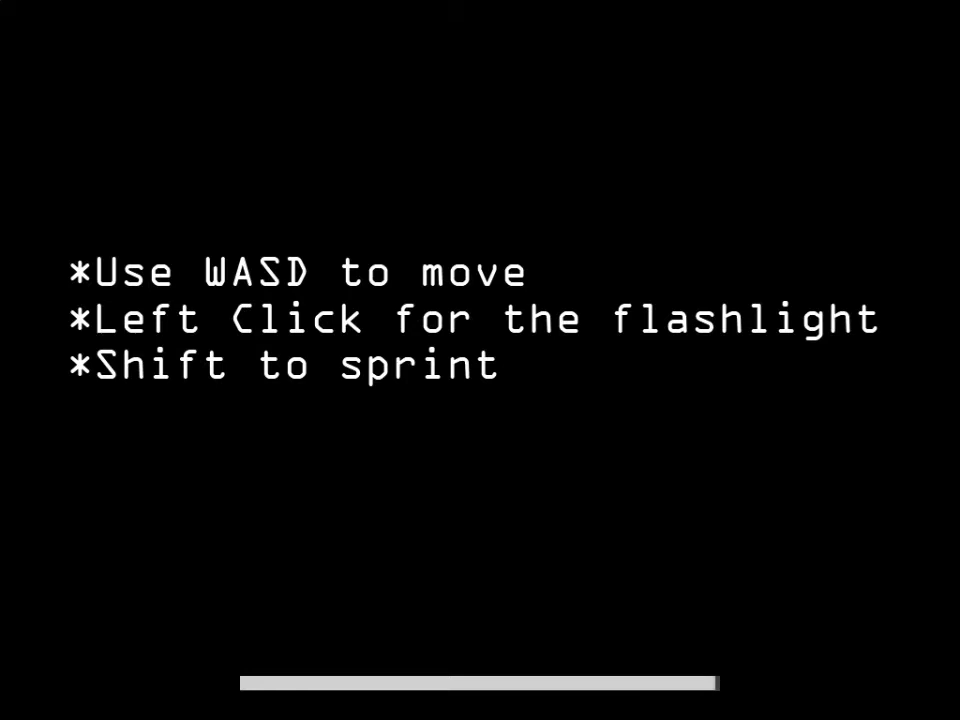 *Use WASD to move
*Left Click for the flashlight
*Shift to sprint